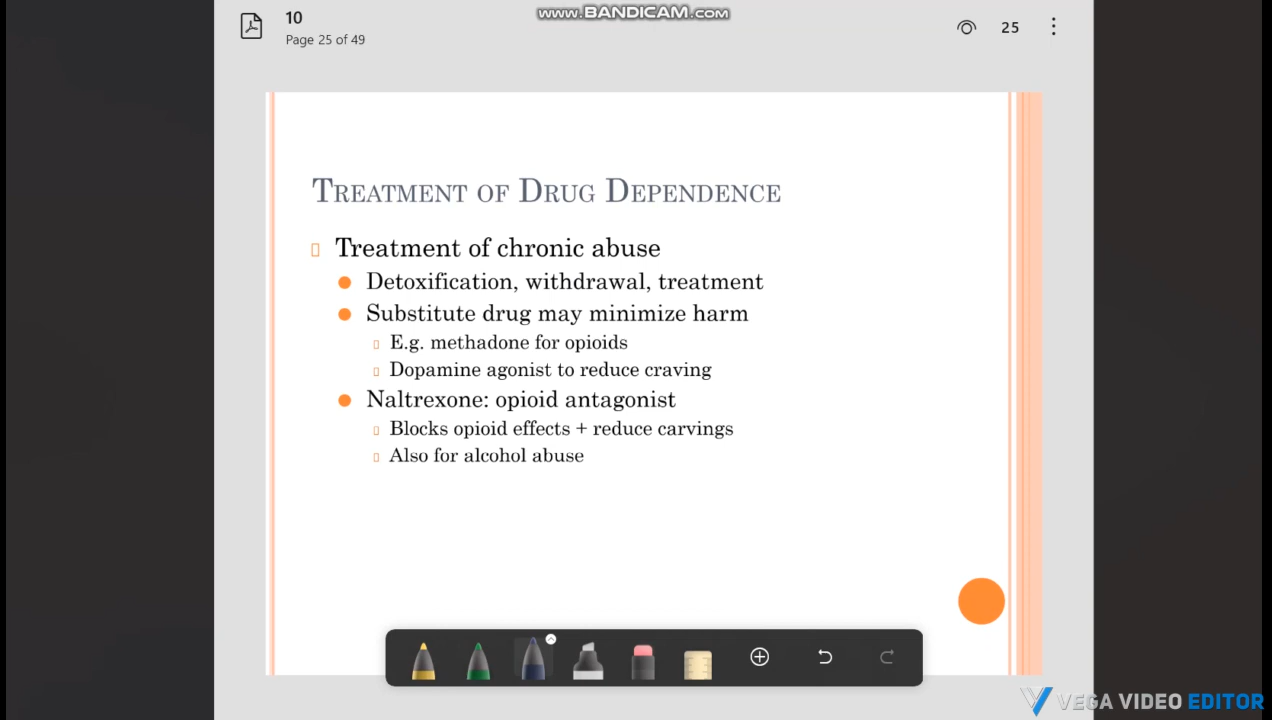 www.BANDICAM.com
10
Page 25 of 49
25
Treatment of Drug Dependence
Treatment of chronic abuse
Detoxification, withdrawal, treatment
Substitute drug may minimize harm
E.g. methadone for opioids
Dopamine agonist to reduce craving
Naltrexone: opioid antagonist
Blocks opioid effects + reduce carvings
Also for alcohol abuse
VEGA VIDEO EDITOR